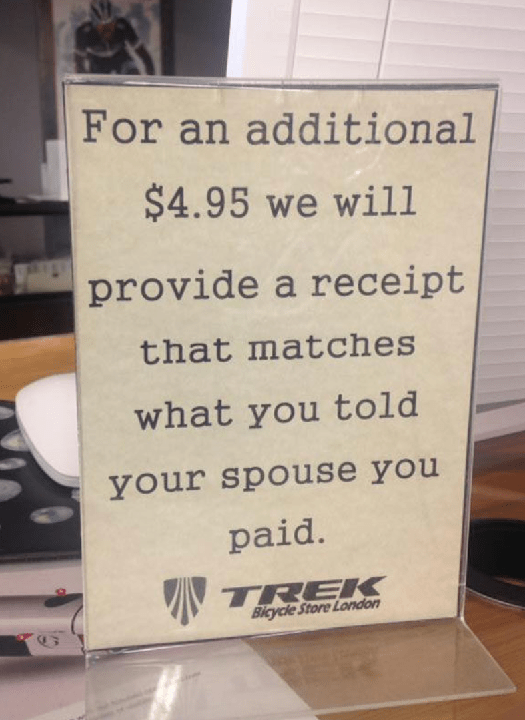 For an additional
$4.95 we will
provide a receipt
that matches
what you told
your spouse you
paid.
TREK
Bicycle Store London